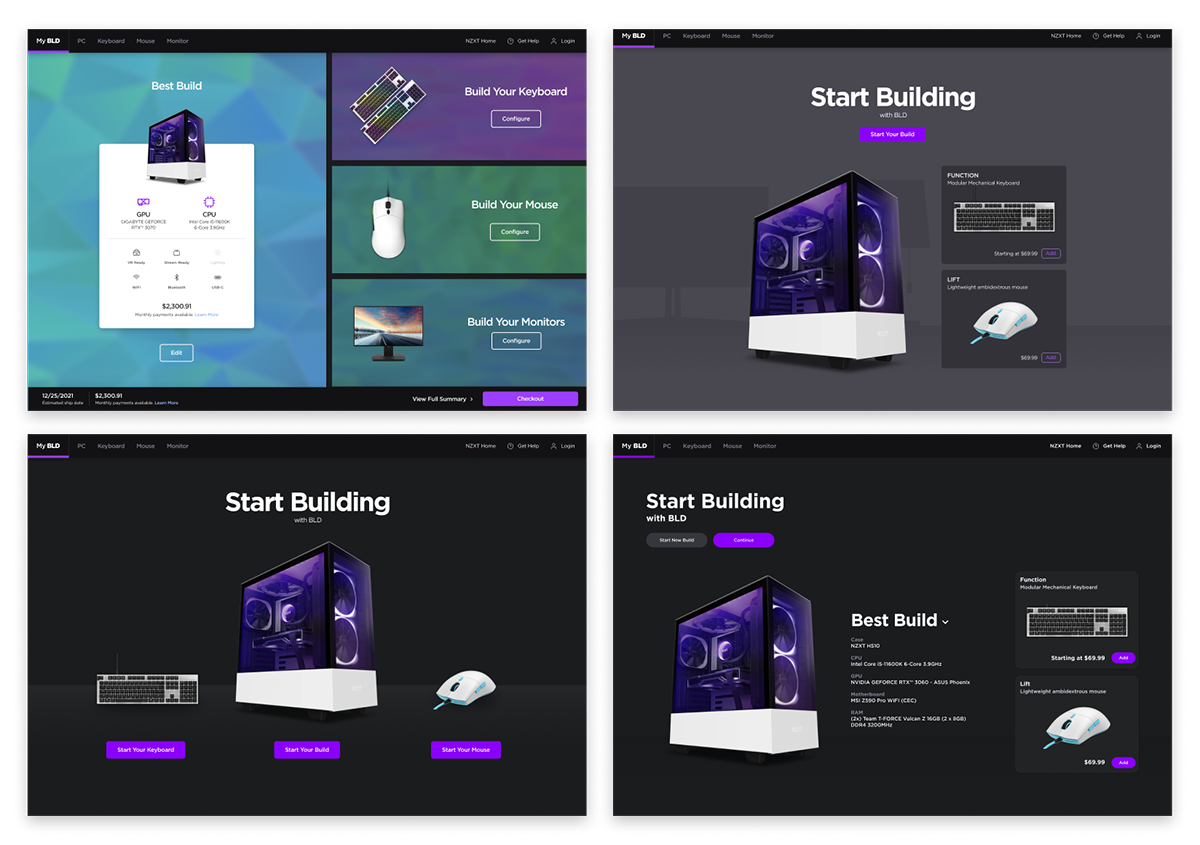 My BLD PC Keyboard Mouse Monitor NZXT Home Get Help Login
Best Build
GPU
GIGABYTE GEFORCE
RTX™ 3070
CPU
Intel Core i5-11600K
6-Core 3.9GHz
VR Ready Stream Ready Lightbox
WiFi Bluetooth USB-C
$2,300.91
Monthly payments available. Learn More
Edit
Build Your Keyboard
Configure
Build Your Mouse
Configure
Build Your Monitors
Configure
12/25/2021
Estimated ship date
$2,300.91
Monthly payments available. Learn More
View Full Summary
Checkout
My BLD PC Keyboard Mouse Monitor NZXT Home Get Help Login
Start Building
with BLD
Start Your Build
FUNCTION
Modular Mechanical Keyboard
Starting at $69.99 Add
LIFT
Lightweight ambidextrous mouse
$69.99 Add
My BLD PC Keyboard Mouse Monitor NZXT Home Get Help Login
Start Building
with BLD
Start Your Keyboard
Start Your Build
Start Your Mouse
My BLD PC Keyboard Mouse Monitor NZXT Home Get Help Login
Start Building
with BLD
Start New Build Continue
Best Build
Case
NZXT H510
CPU
Intel Core i5-11600K 6-Core 3.9GHz
GPU
NVIDIA GEFORCE RTX™ 3060 - ASUS Phoenix
Motherboard
MSI Z590 Pro WIFI (CEC)
RAM
(2x) Team T-FORCE Vulcan Z 16GB (2 x 8GB)
DDR4 3200MHz
Function
Modular Mechanical Keyboard
Starting at $69.99 Add
Lift
Lightweight ambidextrous mouse
$69.99 Add